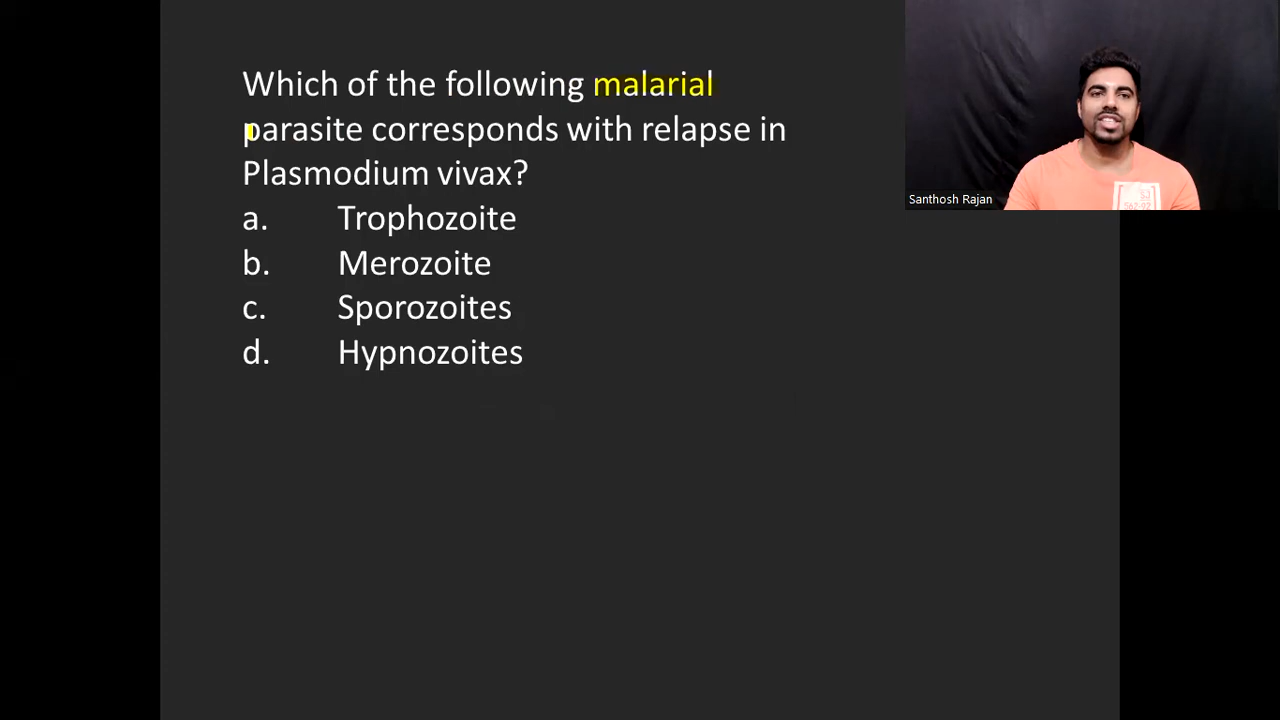 Which of the following malarial
parasite corresponds with relapse in
Plasmodium vivax?
a. Trophozoite
b. Merozoite
c. Sporozoites
d. Hypnozoites
Santhosh Rajan